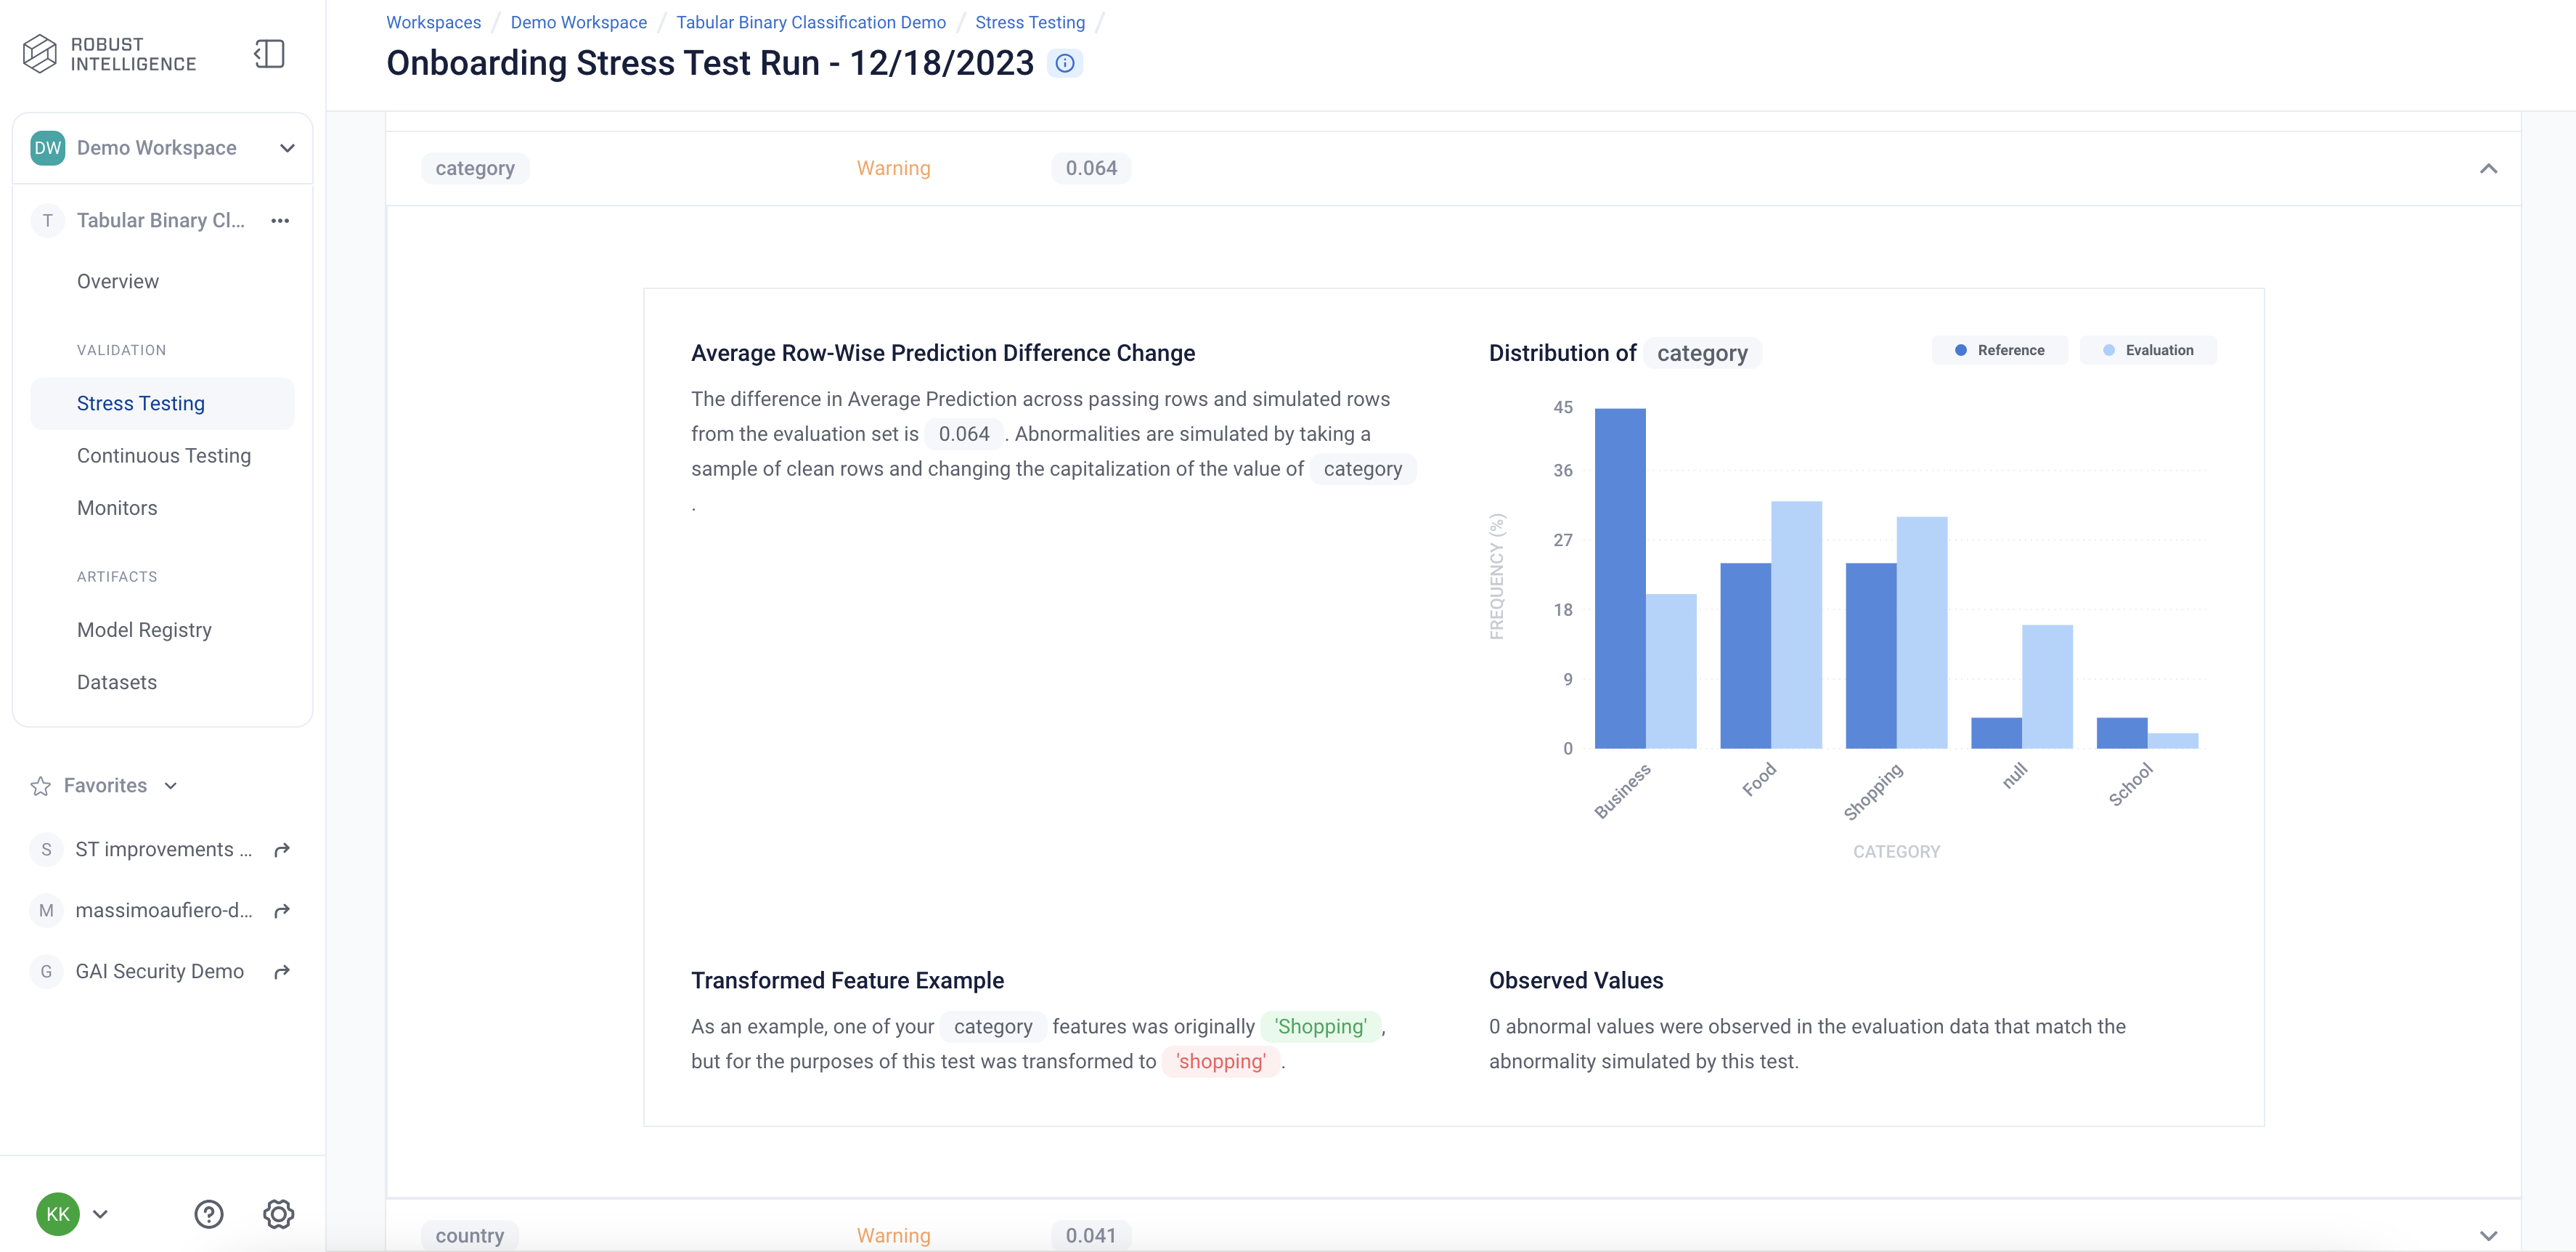 ROBUST
INTELLIGENCE
DW Demo Workspace
T Tabular Binary Cl...
Overview
VALIDATION
Stress Testing
Continuous Testing
Monitors
ARTIFACTS
Model Registry
Datasets
Favorites
S ST improvements ...
M massimoaufiero-d...
G GAI Security Demo
KK
Workspaces / Demo Workspace / Tabular Binary Classification Demo / Stress Testing /
Onboarding Stress Test Run - 12/18/2023
category Warning 0.064
Average Row-Wise Prediction Difference Change
The difference in Average Prediction across passing rows and simulated rows
from the evaluation set is 0.064 . Abnormalities are simulated by taking a
sample of clean rows and changing the capitalization of the value of category
.
Distribution of category
Reference
Evaluation
45
36
27
18
9
0
FREQUENCY (%)
Business
Food
Shopping
null
School
CATEGORY
Transformed Feature Example
As an example, one of your category features was originally 'Shopping' ,
but for the purposes of this test was transformed to 'shopping' .
Observed Values
0 abnormal values were observed in the evaluation data that match the
abnormality simulated by this test.
country Warning 0.041